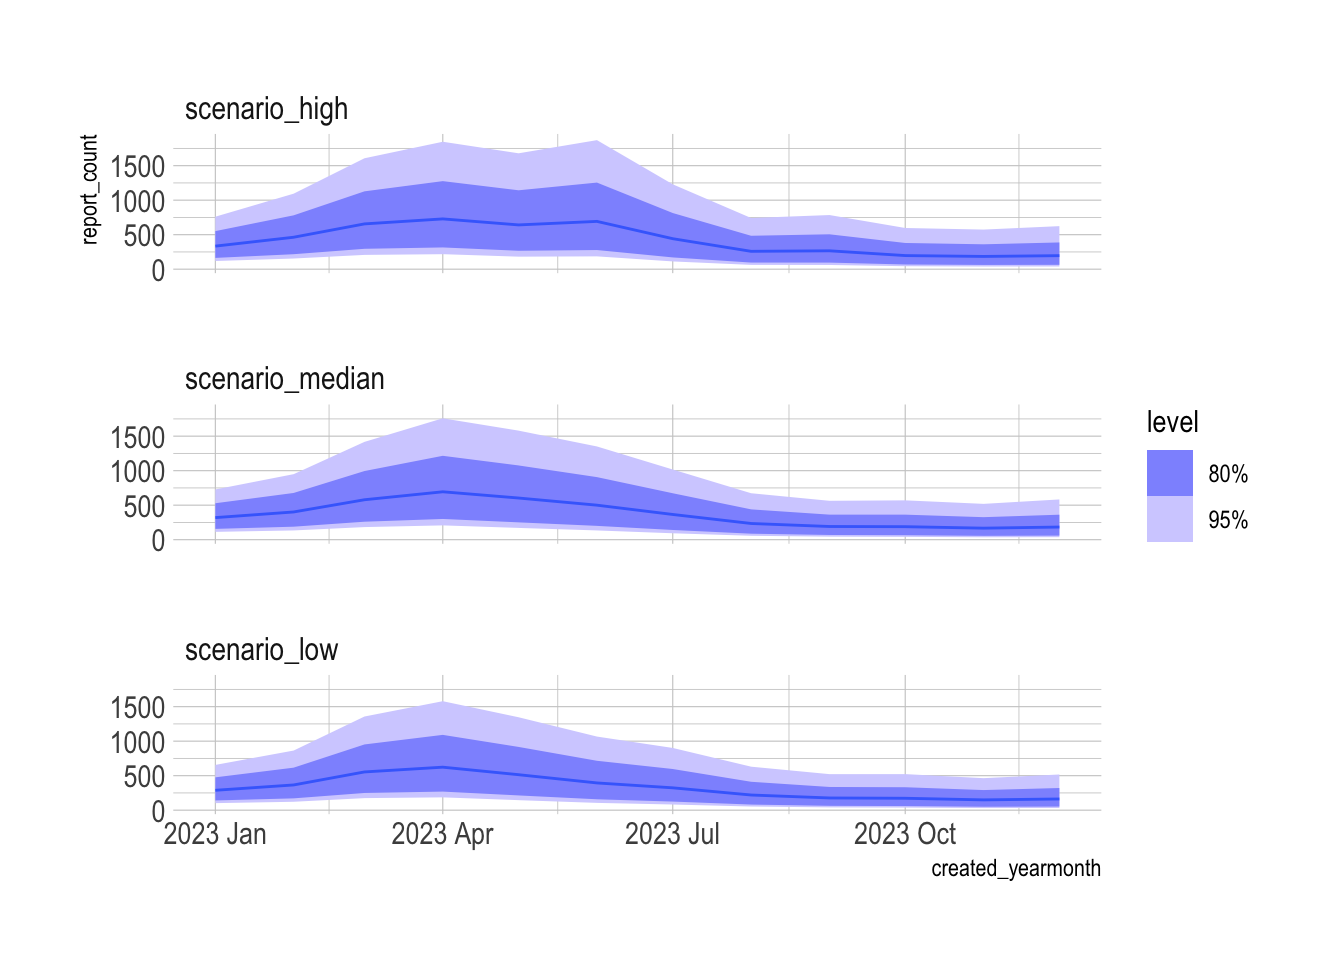 scenario_high
report_count
1500
1000
500
0
scenario_median
1500
1000
500
0
level
80%
95%
scenario_low
1500
1000
500
0
2023 Jan 2023 Apr 2023 Jul 2023 Oct
created_yearmonth